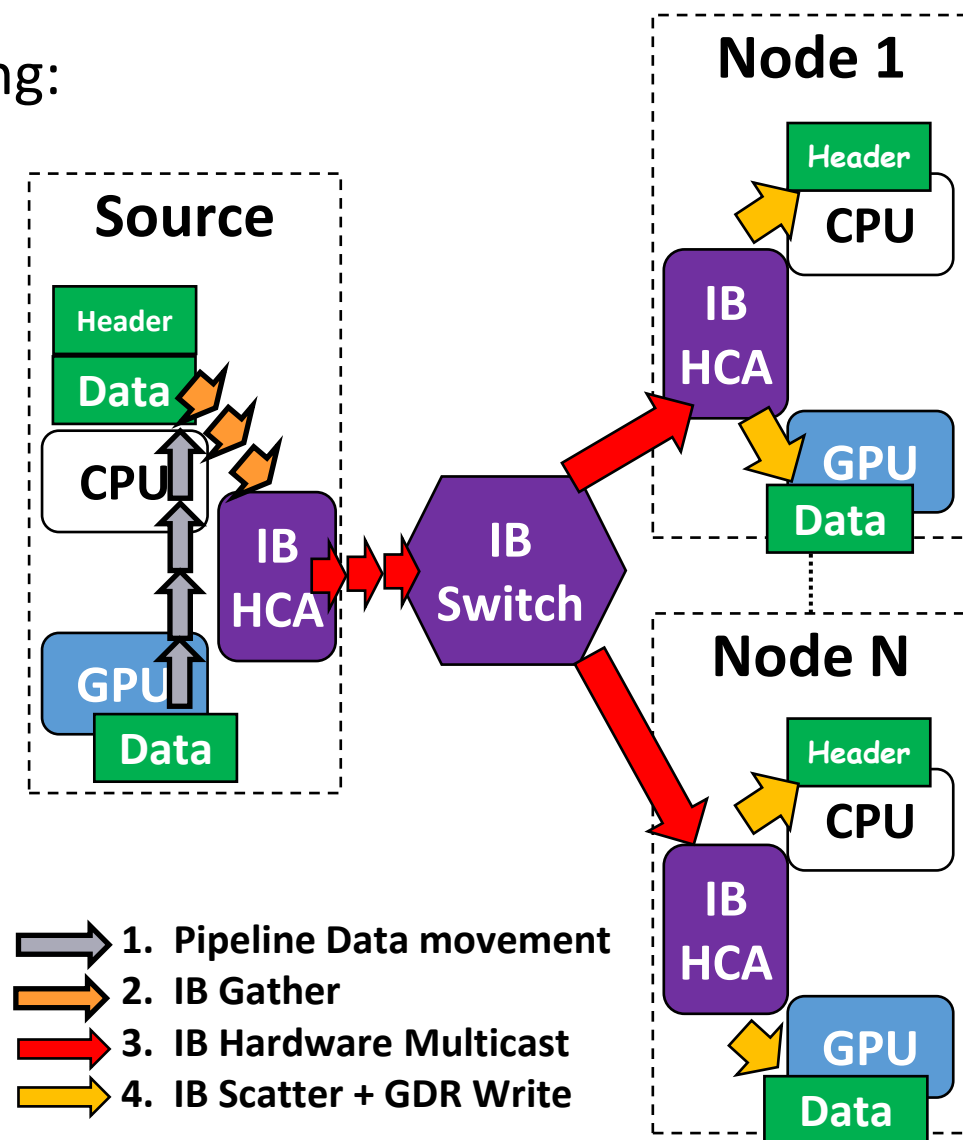 ng:
Source
Header
Data
CPU
IB
HCA
GPU
Data
IB
Switch
Node 1
Header
CPU
IB
HCA
GPU
Data
Node N
Header
CPU
IB
HCA
GPU
Data
1. Pipeline Data movement
2. IB Gather
3. IB Hardware Multicast
4. IB Scatter + GDR Write